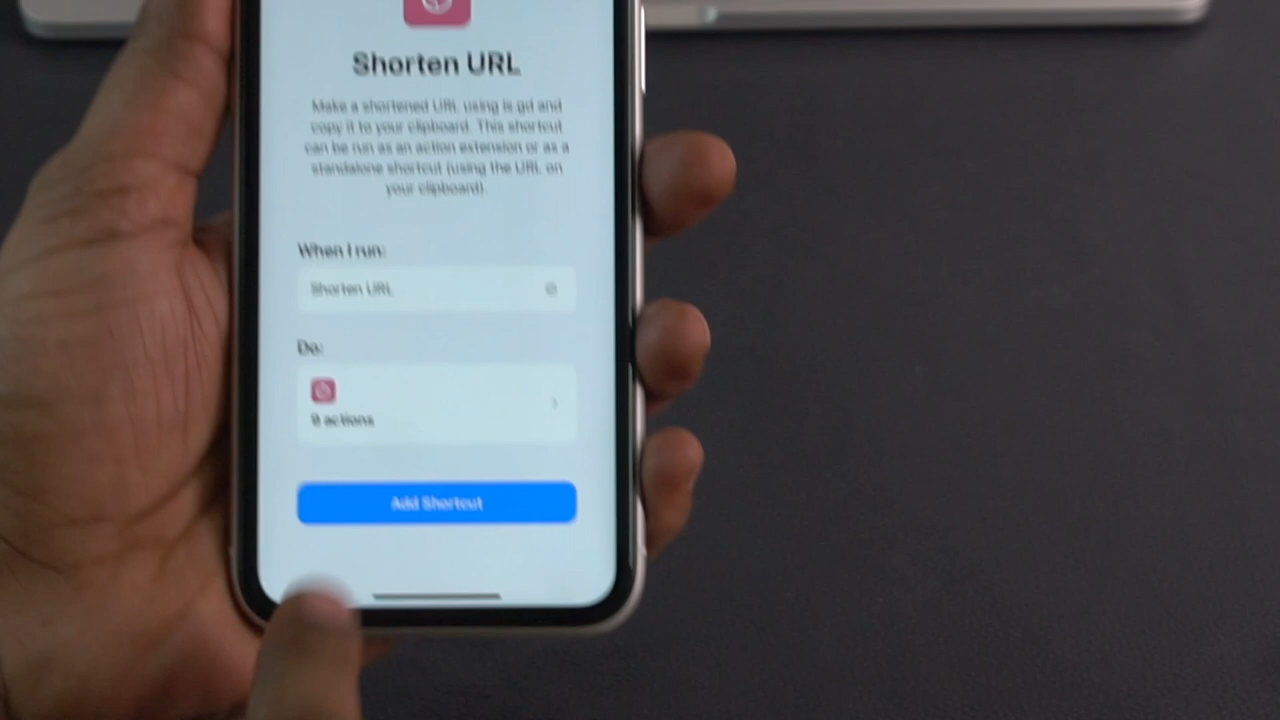 Shorten URL
Make a shortened URL using is.gd and
copy it to your clipboard. This shortcut
can be run as an action extension or as a
standalone shortcut (using the URL on
your clipboard).
When I run:
Shorten URL
Do:
9 actions
Add Shortcut